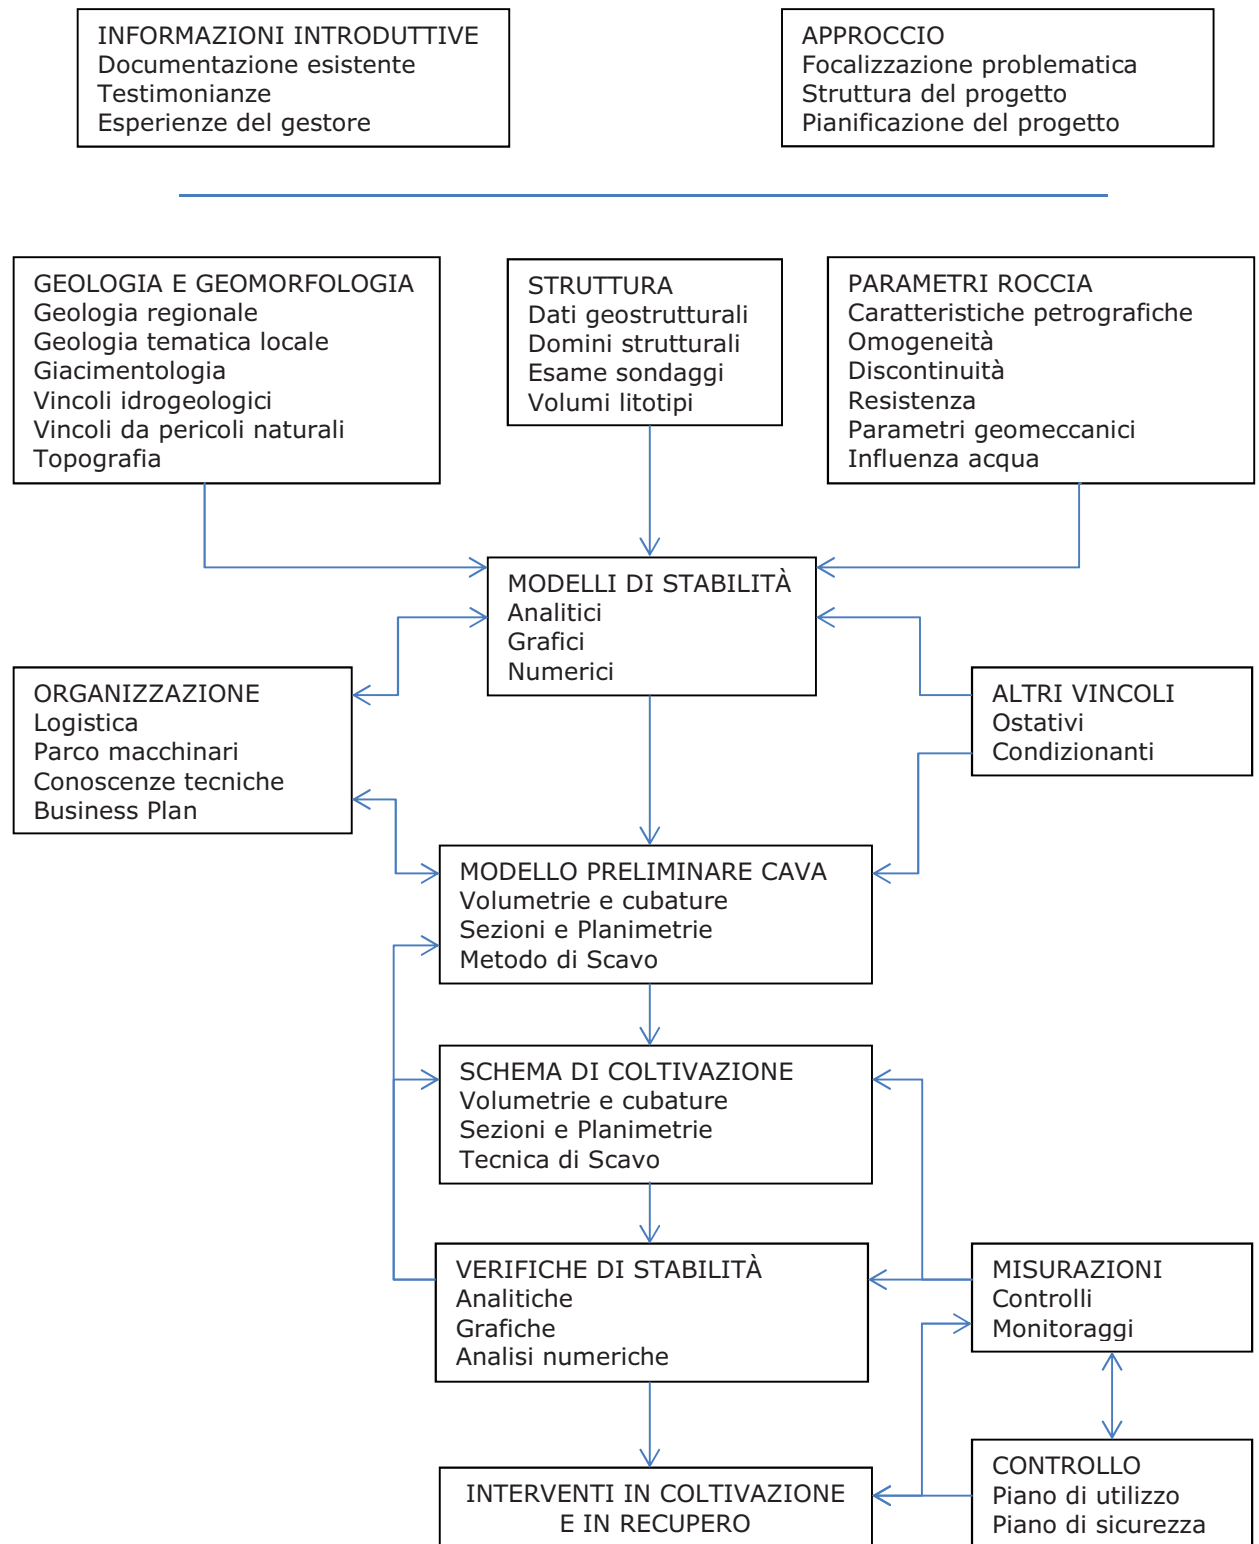 INFORMAZIONI INTRODUTTIVE
Documentazione esistente
Testimonianze
Esperienze del gestore
APPROCCIO
Focalizzazione problematica
Struttura del progetto
Pianificazione del progetto
GEOLOGIA E GEOMORFOLOGIA
Geologia regionale
Geologia tematica locale
Giacimentologia
Vincoli idrogeologici
Vincoli da pericoli naturali
Topografia
STRUTTURA
Dati geostrutturali
Domini strutturali
Esame sondaggi
Volumi litotipi
PARAMETRI ROCCIA
Caratteristiche petrografiche
Omogeneità
Discontinuità
Resistenza
Parametri geomeccanici
Influenza acqua
MODELLI DI STABILITÀ
Analitici
Grafici
Numerici
ORGANIZZAZIONE
Logistica
Parco macchinari
Conoscenze tecniche
Business Plan
ALTRI VINCOLI
Ostativi
Condizionanti
MODELLO PRELIMINARE CAVA
Volumetrie e cubature
Sezioni e Planimetrie
Metodo di Scavo
SCHEMA DI COLTIVAZIONE
Volumetrie e cubature
Sezioni e Planimetrie
Tecnica di Scavo
VERIFICHE DI STABILITÀ
Analitiche
Grafiche
Analisi numeriche
MISURAZIONI
Controlli
Monitoraggi
INTERVENTI IN COLTIVAZIONE
E IN RECUPERO
CONTROLLO
Piano di utilizzo
Piano di sicurezza